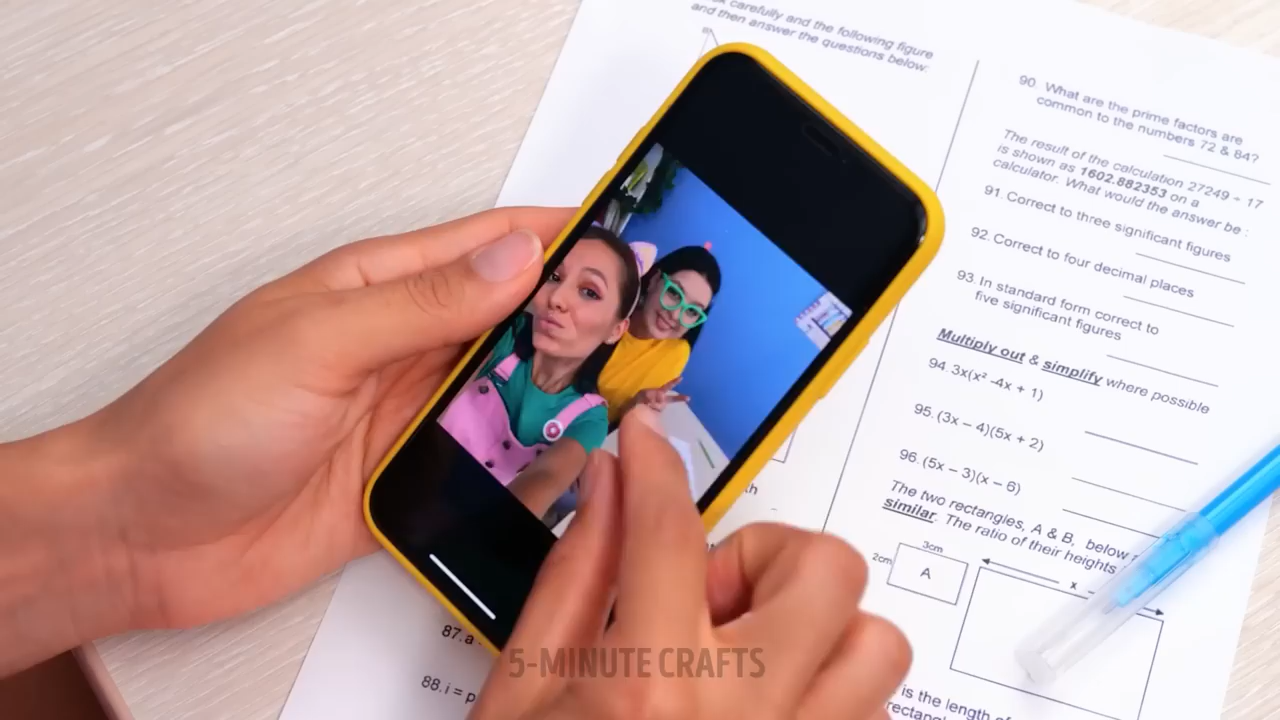 carefully and the following figure
and then answer the questions below:
90. What are the prime factors are
common to the numbers 72 & 84?
The result of the calculation 27249 ÷ 17
is shown as 1602.882353 on a
calculator. What would the answer be :
91. Correct to three significant figures
92. Correct to four decimal places
93. In standard form correct to
five significant figures
Multiply out & simplify where possible
94. 3x(x² -4x + 1)
95. (3x – 4)(5x + 2)
96. (5x – 3)(x – 6)
The two rectangles, A & B, below
similar. The ratio of their heights
3cm
2cm
A
x
is the length of
87.a
88. i = p
5-MINUTE CRAFTS